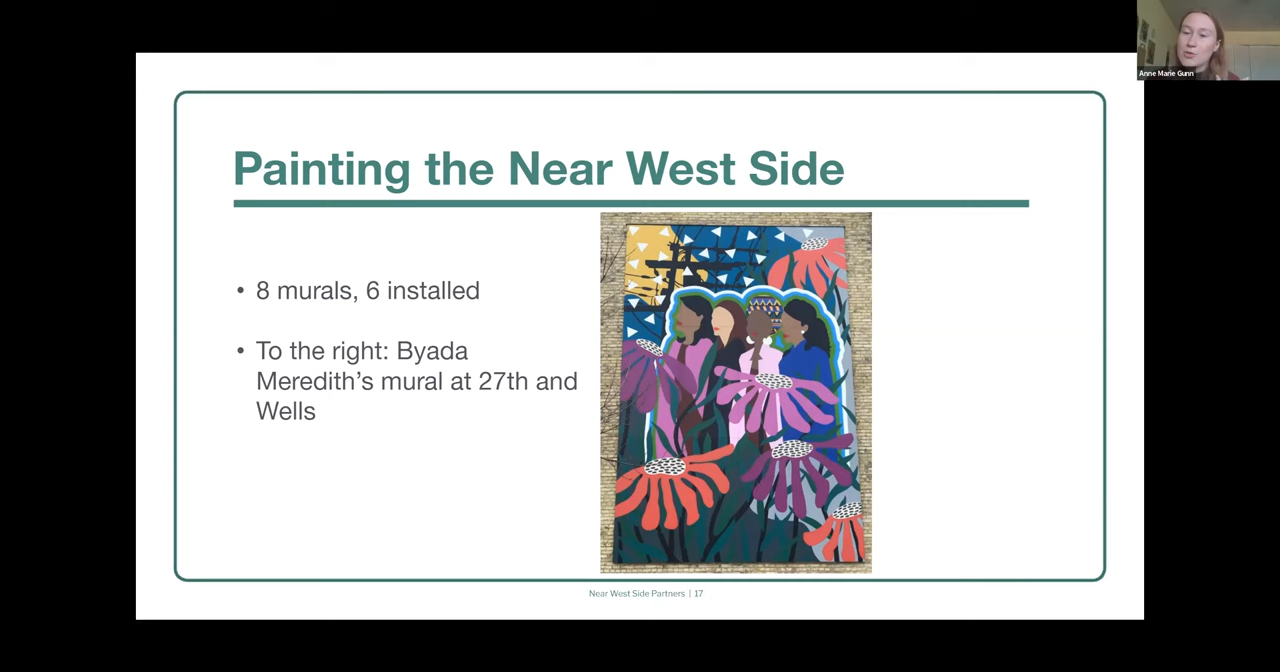 Anne Marie Gunn
Painting the Near West Side
• 8 murals, 6 installed
• To the right: Byada
Meredith’s mural at 27th and
Wells
Near West Side Partners | 17